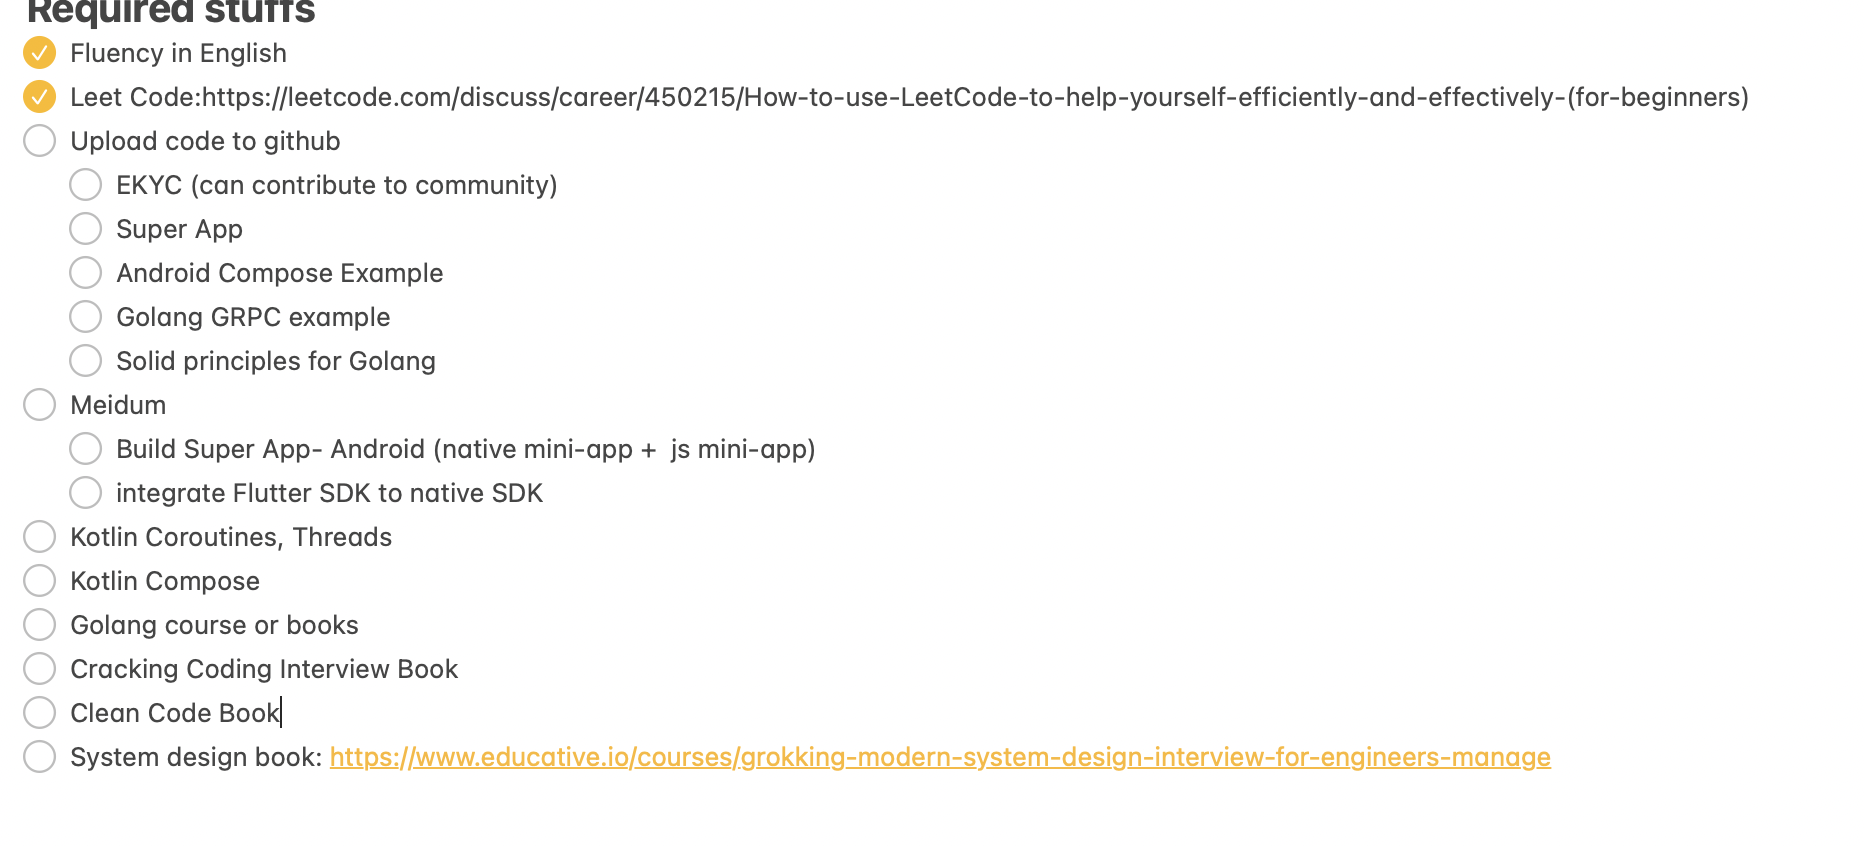 Required stuffs
Fluency in English
Leet Code:https://leetcode.com/discuss/career/450215/How-to-use-LeetCode-to-help-yourself-efficiently-and-effectively-(for-beginners)
Upload code to github
EKYC (can contribute to community)
Super App
Android Compose Example
Golang GRPC example
Solid principles for Golang
Meidum
Build Super App- Android (native mini-app +  js mini-app)
integrate Flutter SDK to native SDK
Kotlin Coroutines, Threads
Kotlin Compose
Golang course or books
Cracking Coding Interview Book
Clean Code Book
System design book: https://www.educative.io/courses/grokking-modern-system-design-interview-for-engineers-manage